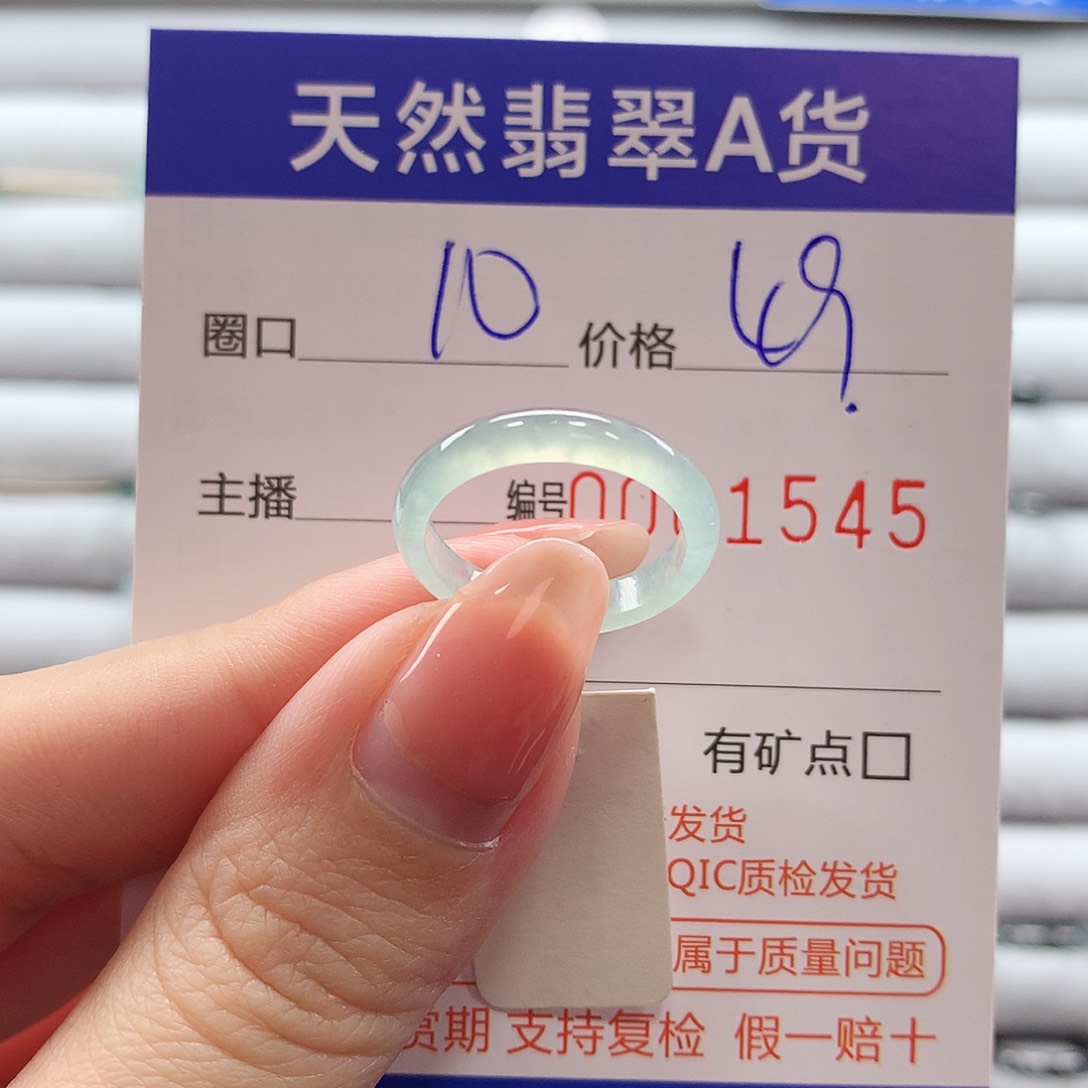 天然翡翠A货
圈口 10 价格 49.
主播 编号 1545
有矿点□
发货
QIC质检发货
属于质量问题
期 支持复检 假一赔十